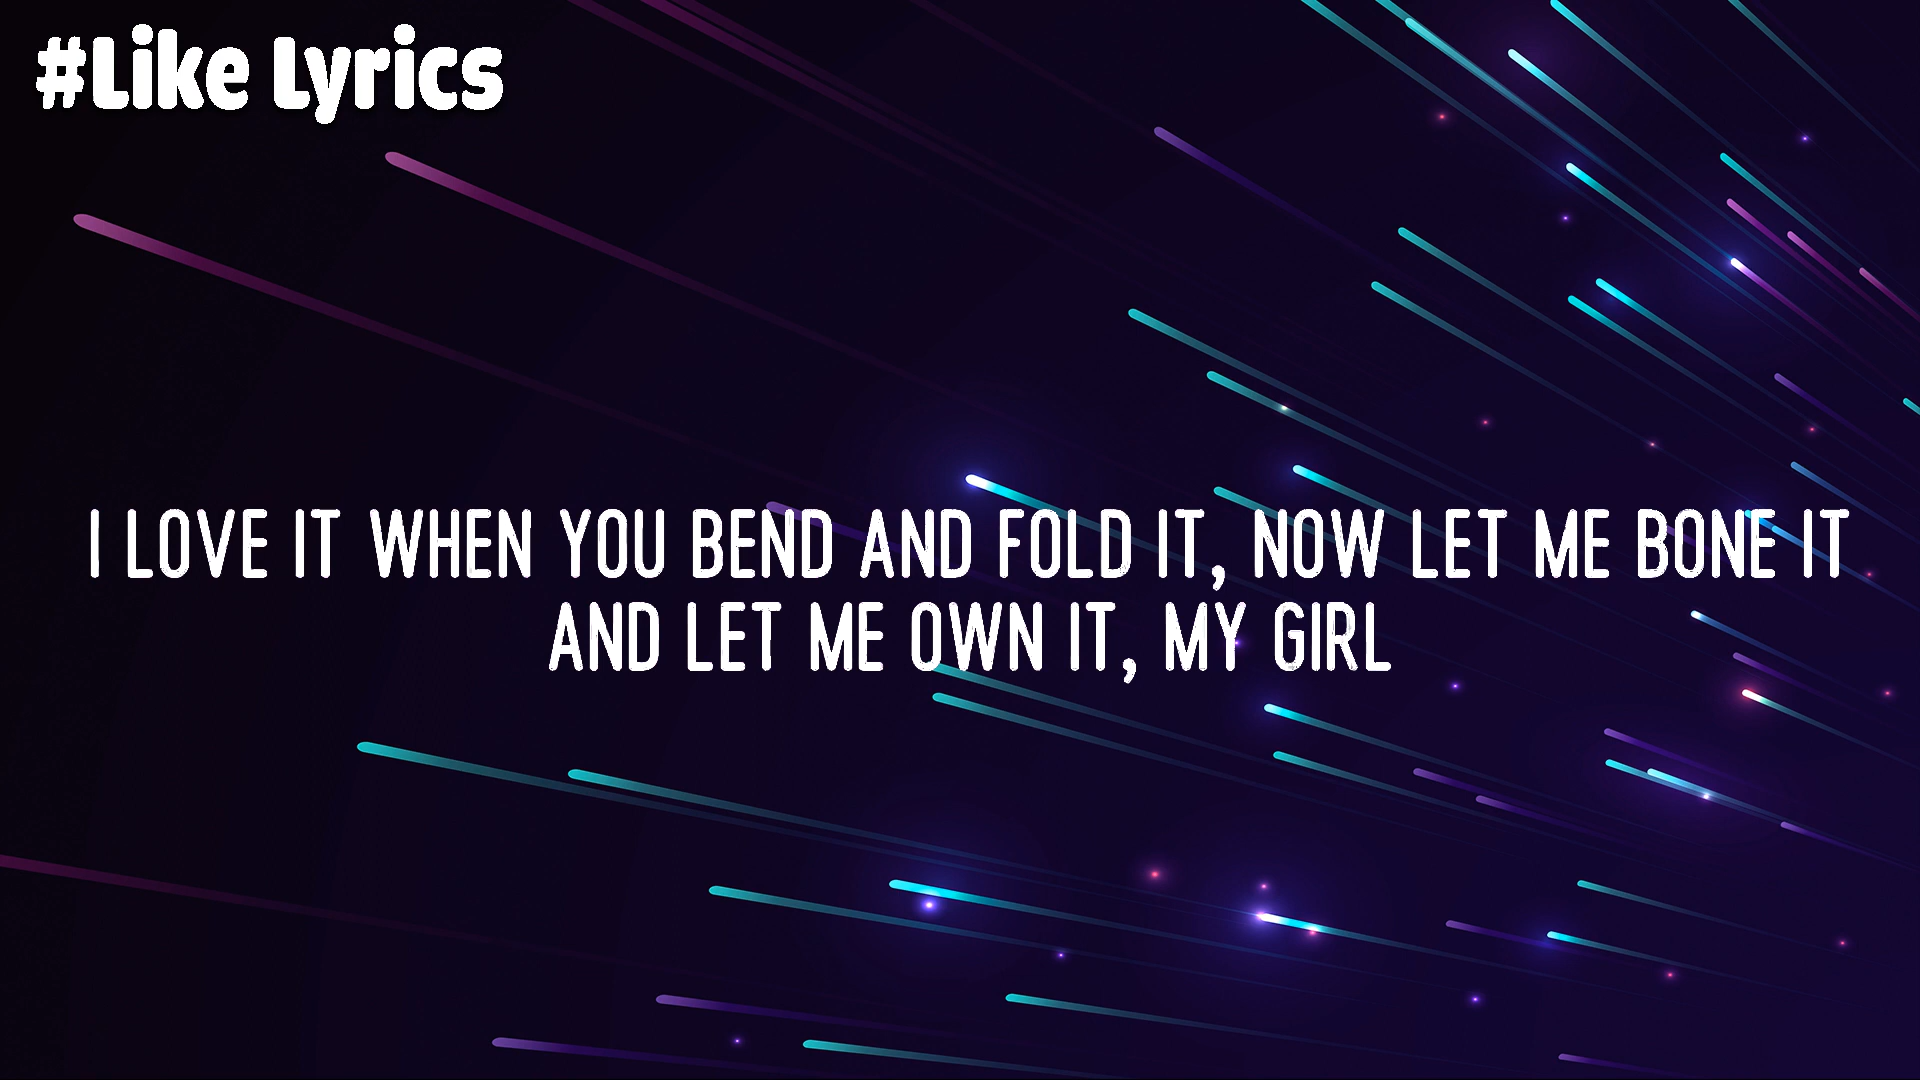 #Like Lyrics
I LOVE IT WHEN YOU BEND AND FOLD IT, NOW LET ME BONE IT
AND LET ME OWN IT, MY GIRL